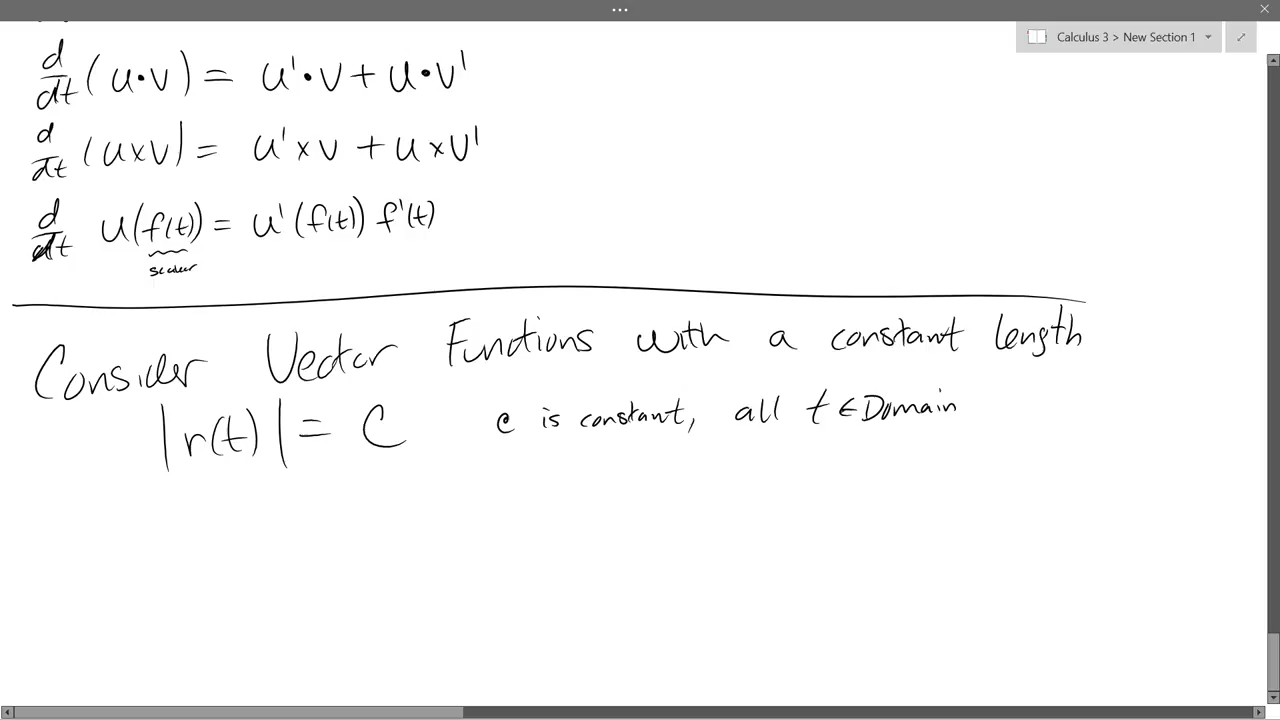 Calculus 3 > New Section 1
d/dt (u•v) = u'•v + u•v'
d/dt (u×v) = u'×v + u×v'
d/dt u(f(t)) = u'(f(t)) f'(t)
scalar
Consider Vector Functions with a constant length
|r(t)| = C c is constant, all t∈Domain